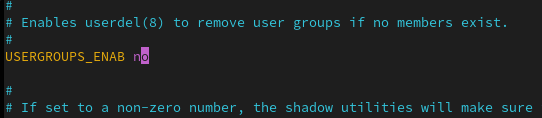 #
# Enables userdel(8) to remove user groups if no members exist.
#
USERGROUPS_ENAB no
#
# If set to a non-zero number, the shadow utilities will make sure